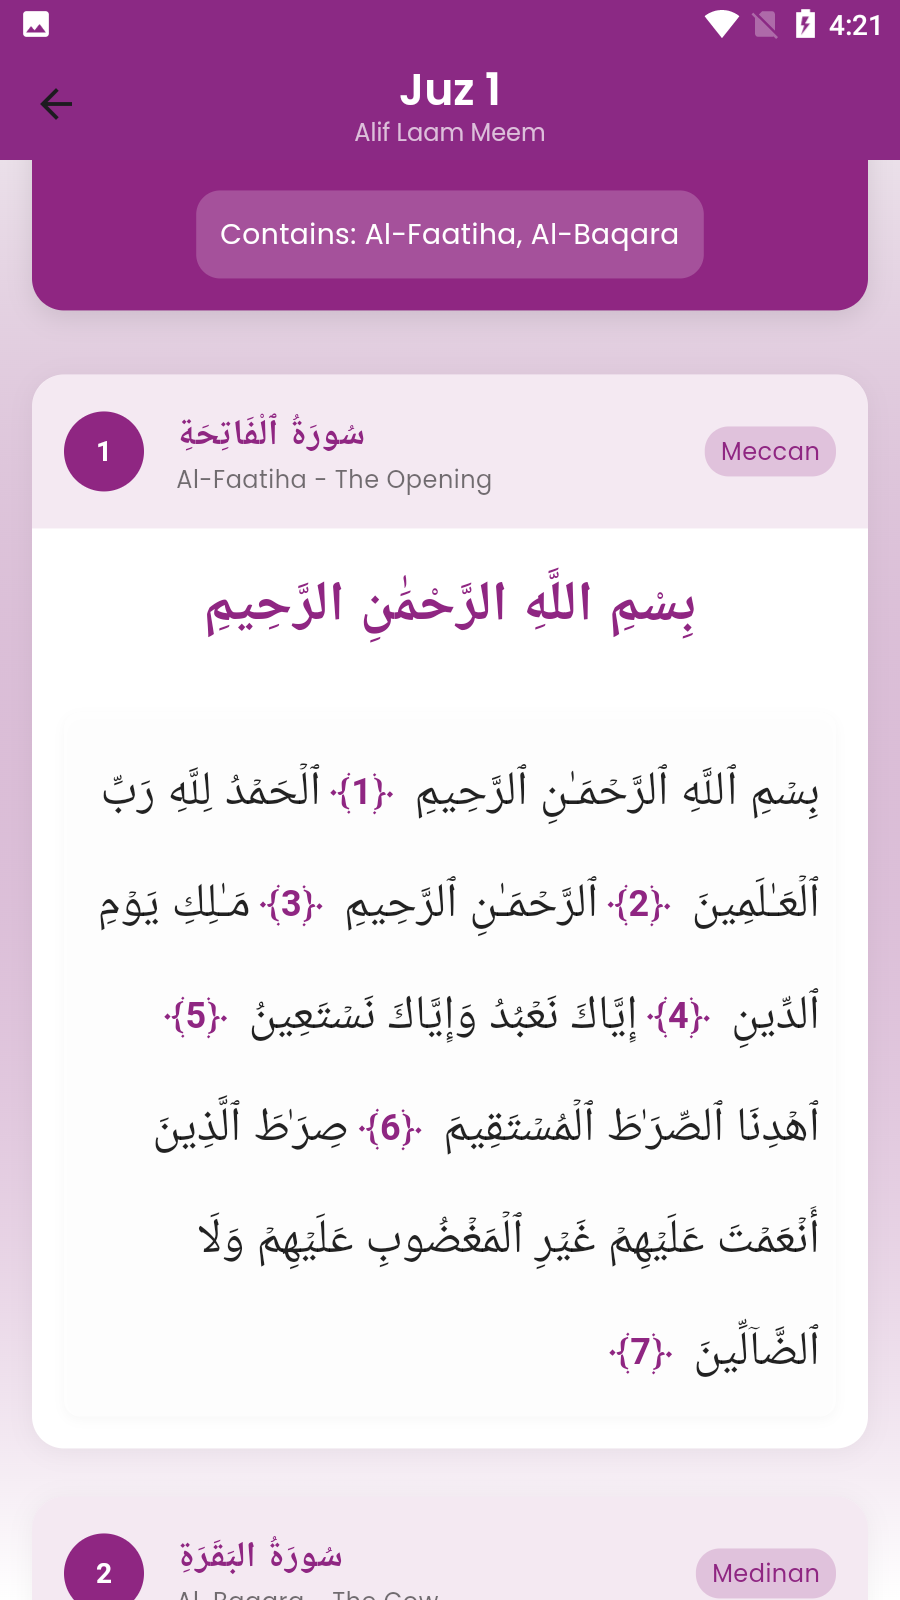 4:21
Juz 1
Alif Laam Meem
Contains: Al-Faatiha, Al-Baqara
1
سُورَةُ ٱلْفَاتِحَةِ
Al-Faatiha - The Opening
Meccan
بِسْمِ اللَّهِ الرَّحْمَٰنِ الرَّحِيمِ
بِسْمِ ٱللَّهِ ٱلرَّحْمَـٰنِ ٱلرَّحِيمِ ﴿1﴾ ٱلْحَمْدُ لِلَّهِ رَبِّ
ٱلْعَـٰلَمِينَ ﴿2﴾ ٱلرَّحْمَـٰنِ ٱلرَّحِيمِ ﴿3﴾ مَـٰلِكِ يَوْمِ
ٱلدِّينِ ﴿4﴾ إِيَّاكَ نَعْبُدُ وَإِيَّاكَ نَسْتَعِينُ ﴿5﴾
ٱهْدِنَا ٱلصِّرَٰطَ ٱلْمُسْتَقِيمَ ﴿6﴾ صِرَٰطَ ٱلَّذِينَ
أَنْعَمْتَ عَلَيْهِمْ غَيْرِ ٱلْمَغْضُوبِ عَلَيْهِمْ وَلَا
ٱلضَّآلِّينَ ﴿7﴾
2
سُورَةُ البَقَرَةِ
Al-Baqara - The Cow
Medinan